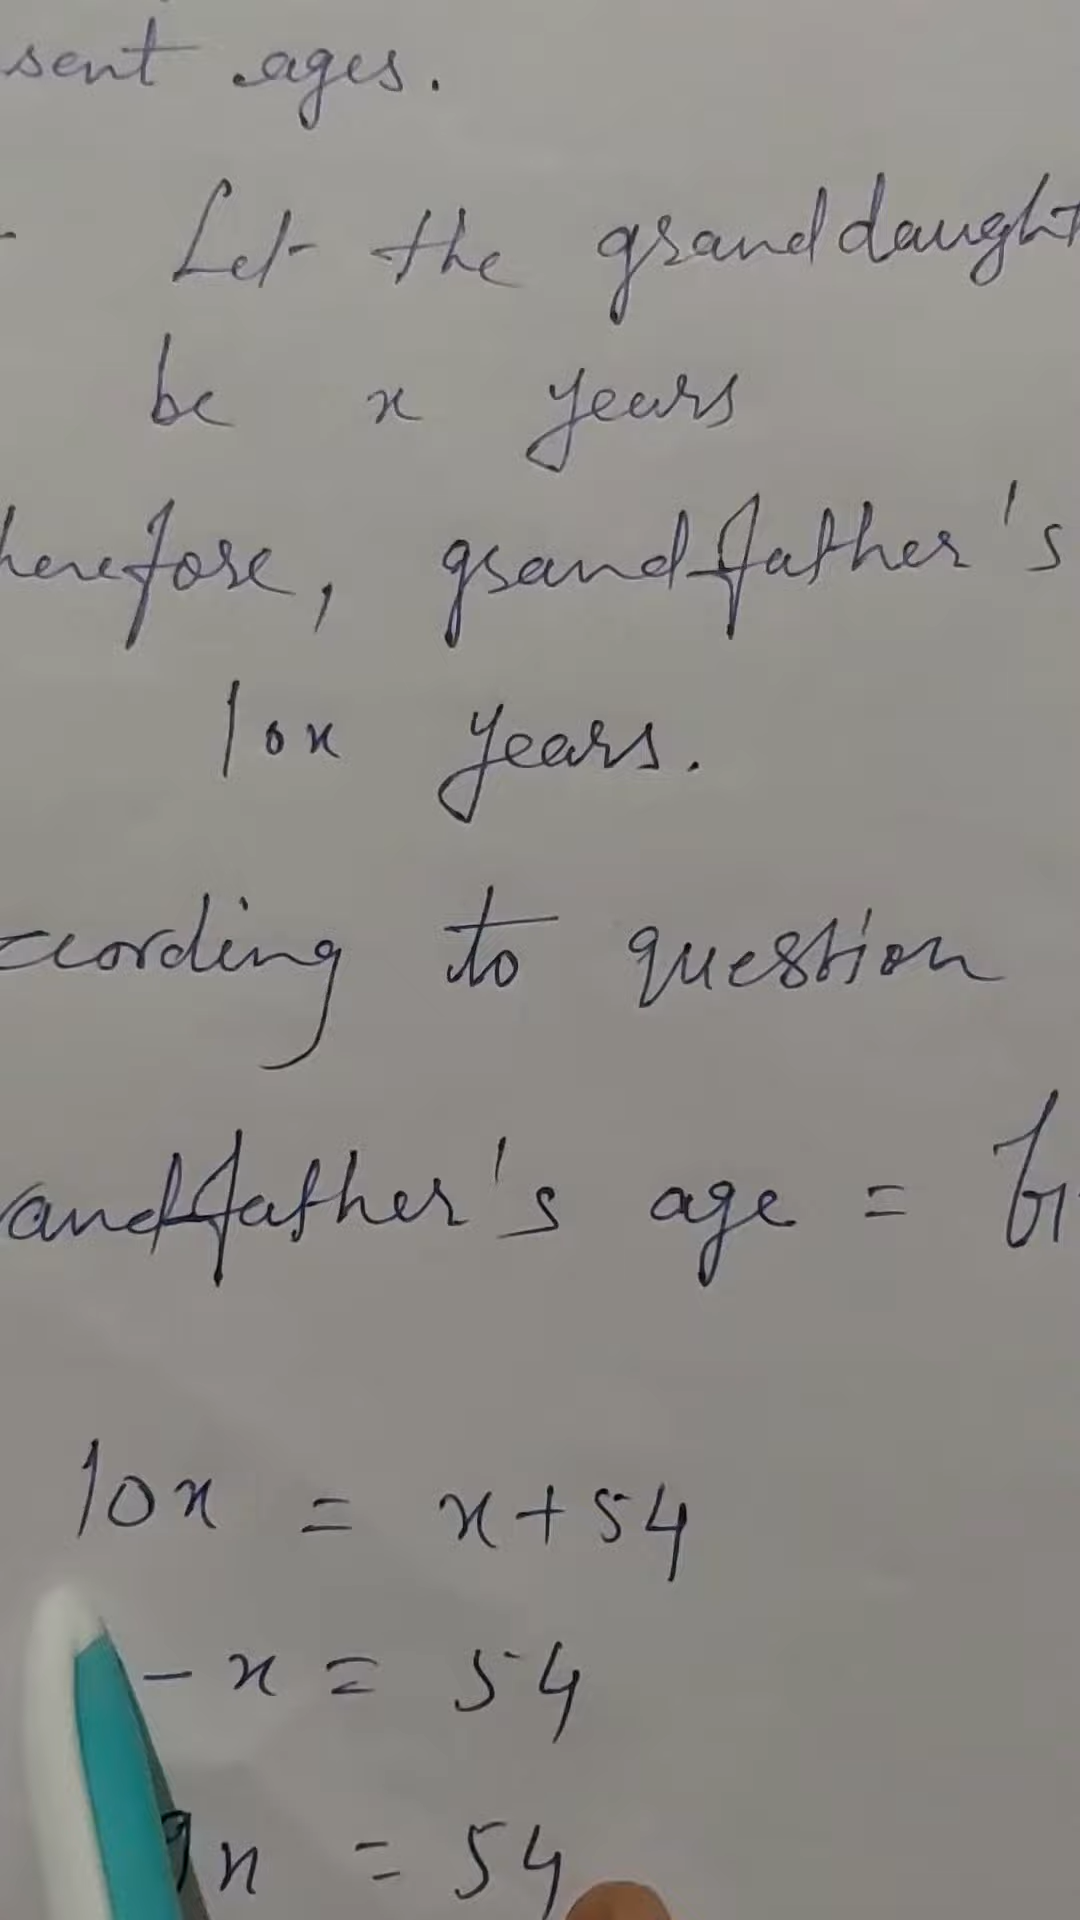 sent ages.
Let the granddaught
be x years
herefore, grandfather's
10x years.
ccording to question
andfather's age = G
10x = x+54
- x = 54
9x = 54